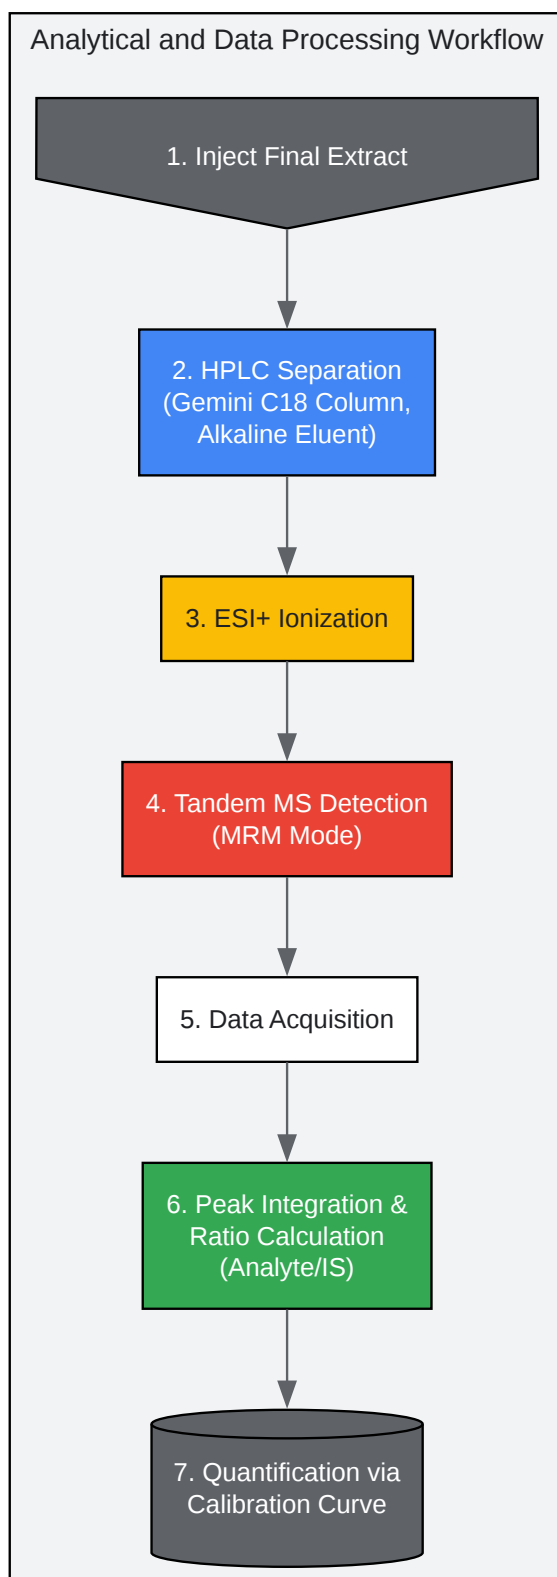 Analytical and Data Processing Workflow
1. Inject Final Extract
2. HPLC Separation
(Gemini C18 Column,
Alkaline Eluent)
3. ESI+ Ionization
4. Tandem MS Detection
(MRM Mode)
5. Data Acquisition
6. Peak Integration &
Ratio Calculation
(Analyte/IS)
7. Quantification via
Calibration Curve